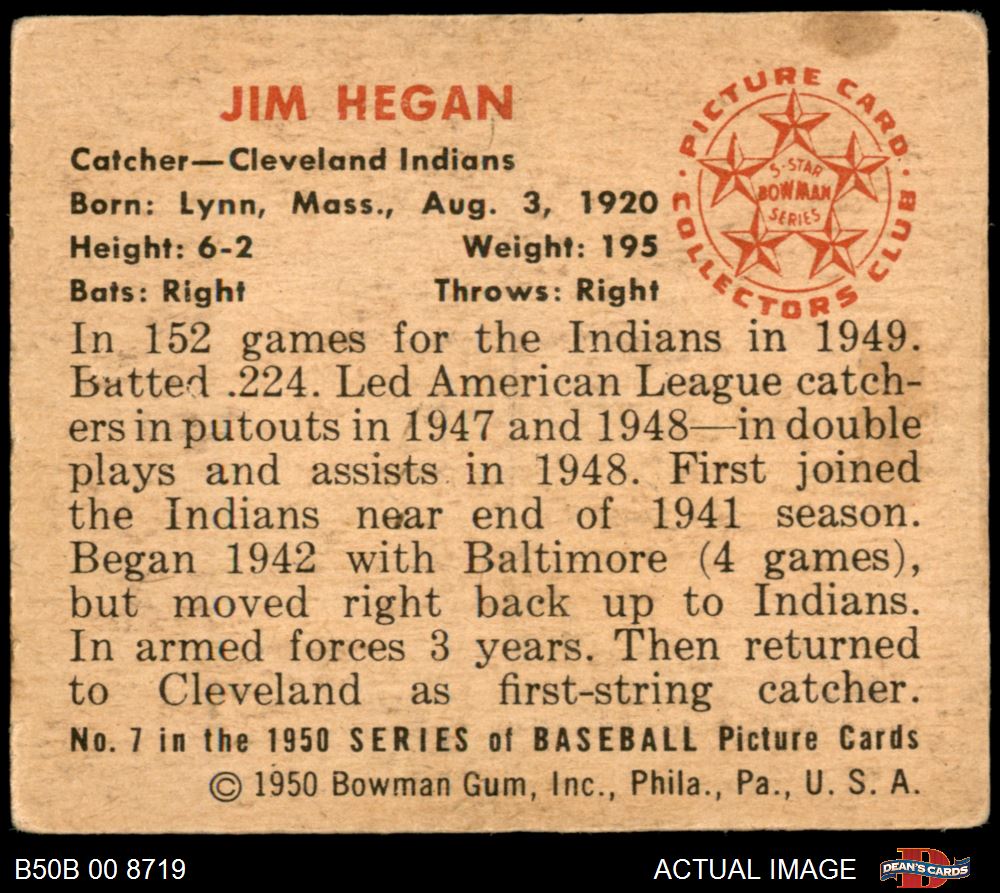 JIM HEGAN
Catcher—Cleveland Indians
Born: Lynn, Mass., Aug. 3, 1920
Height: 6-2 Weight: 195
Bats: Right Throws: Right
PICTURE CARD
COLLECTORS CLUB
5-STAR
BOWMAN
SERIES
In 152 games for the Indians in 1949.
Batted .224. Led American League catch-
ers in putouts in 1947 and 1948—in double
plays and assists in 1948. First joined
the Indians near end of 1941 season.
Began 1942 with Baltimore (4 games),
but moved right back up to Indians.
In armed forces 3 years. Then returned
to Cleveland as first-string catcher.
No. 7 in the 1950 SERIES of BASEBALL Picture Cards
© 1950 Bowman Gum, Inc., Phila., Pa., U. S. A.
B50B 00 8719
ACTUAL IMAGE
DEAN'S CARDS